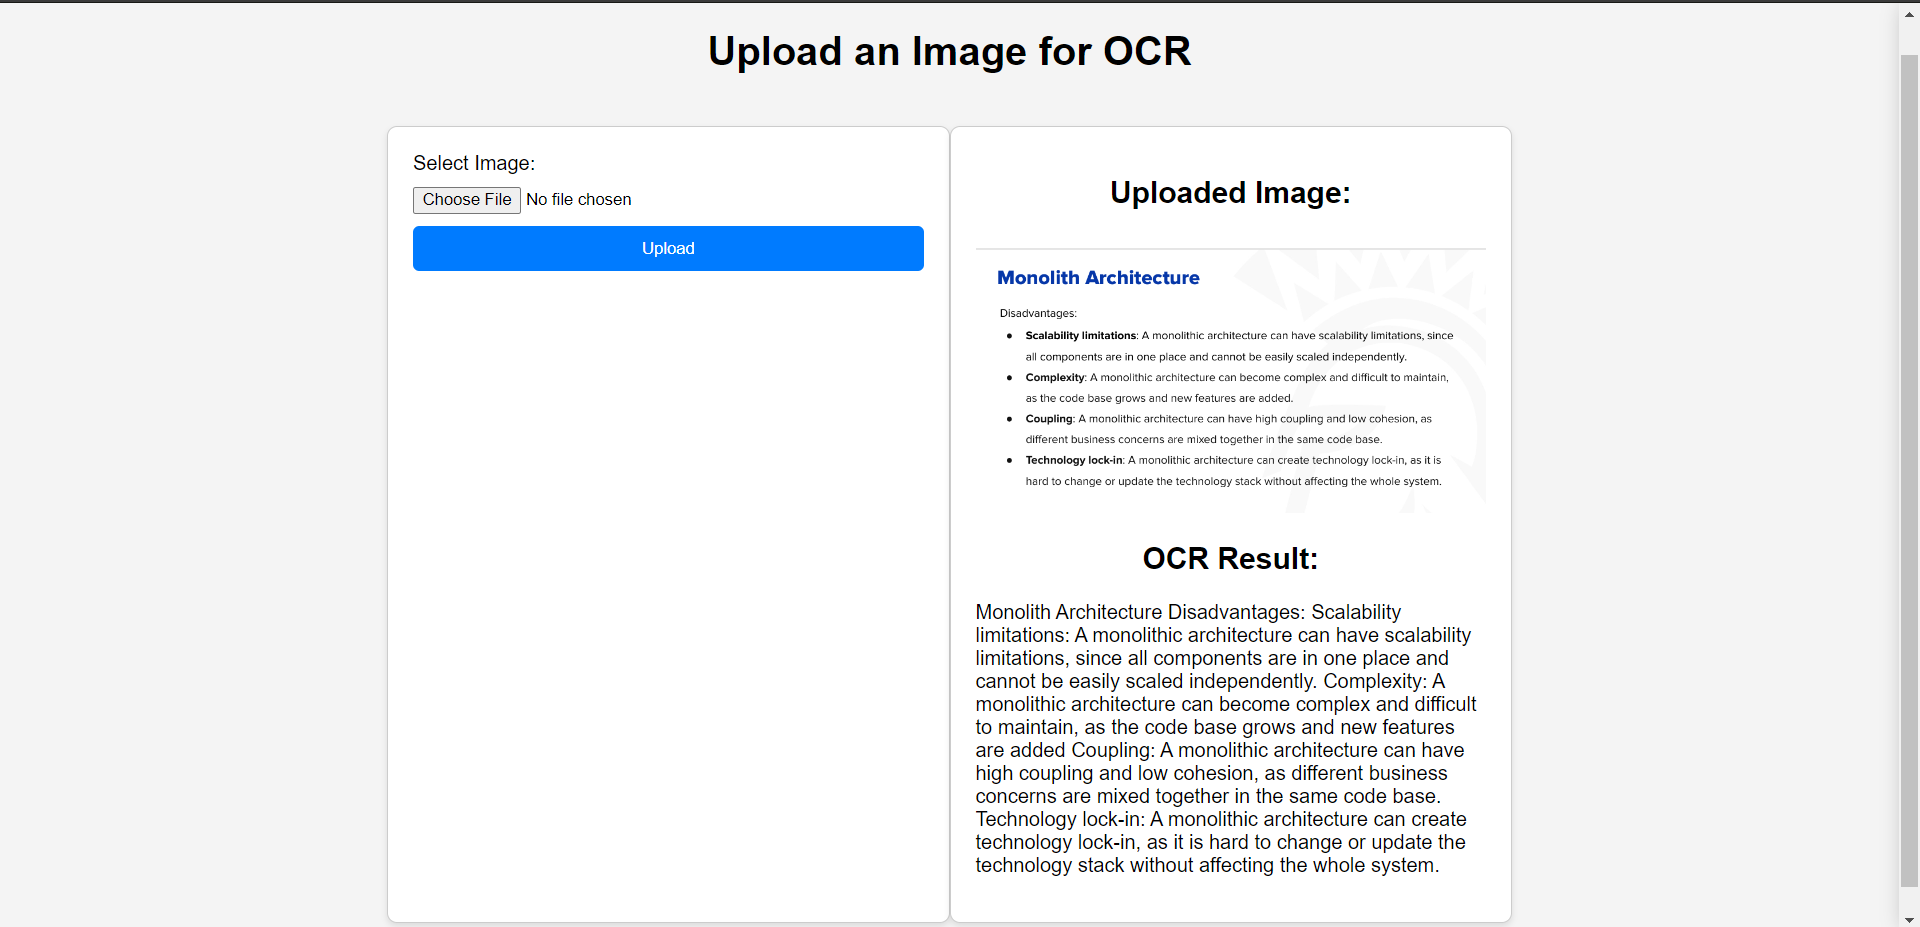 Upload an Image for OCR
Select Image:
Choose File No file chosen
Upload
Uploaded Image:
Monolith Architecture
Disadvantages:
● Scalability limitations: A monolithic architecture can have scalability limitations, since
all components are in one place and cannot be easily scaled independently.
● Complexity: A monolithic architecture can become complex and difficult to maintain,
as the code base grows and new features are added.
● Coupling: A monolithic architecture can have high coupling and low cohesion, as
different business concerns are mixed together in the same code base.
● Technology lock-in: A monolithic architecture can create technology lock-in, as it is
hard to change or update the technology stack without affecting the whole system.
OCR Result:
Monolith Architecture Disadvantages: Scalability
limitations: A monolithic architecture can have scalability
limitations, since all components are in one place and
cannot be easily scaled independently. Complexity: A
monolithic architecture can become complex and difficult
to maintain, as the code base grows and new features
are added Coupling: A monolithic architecture can have
high coupling and low cohesion, as different business
concerns are mixed together in the same code base.
Technology lock-in: A monolithic architecture can create
technology lock-in, as it is hard to change or update the
technology stack without affecting the whole system.